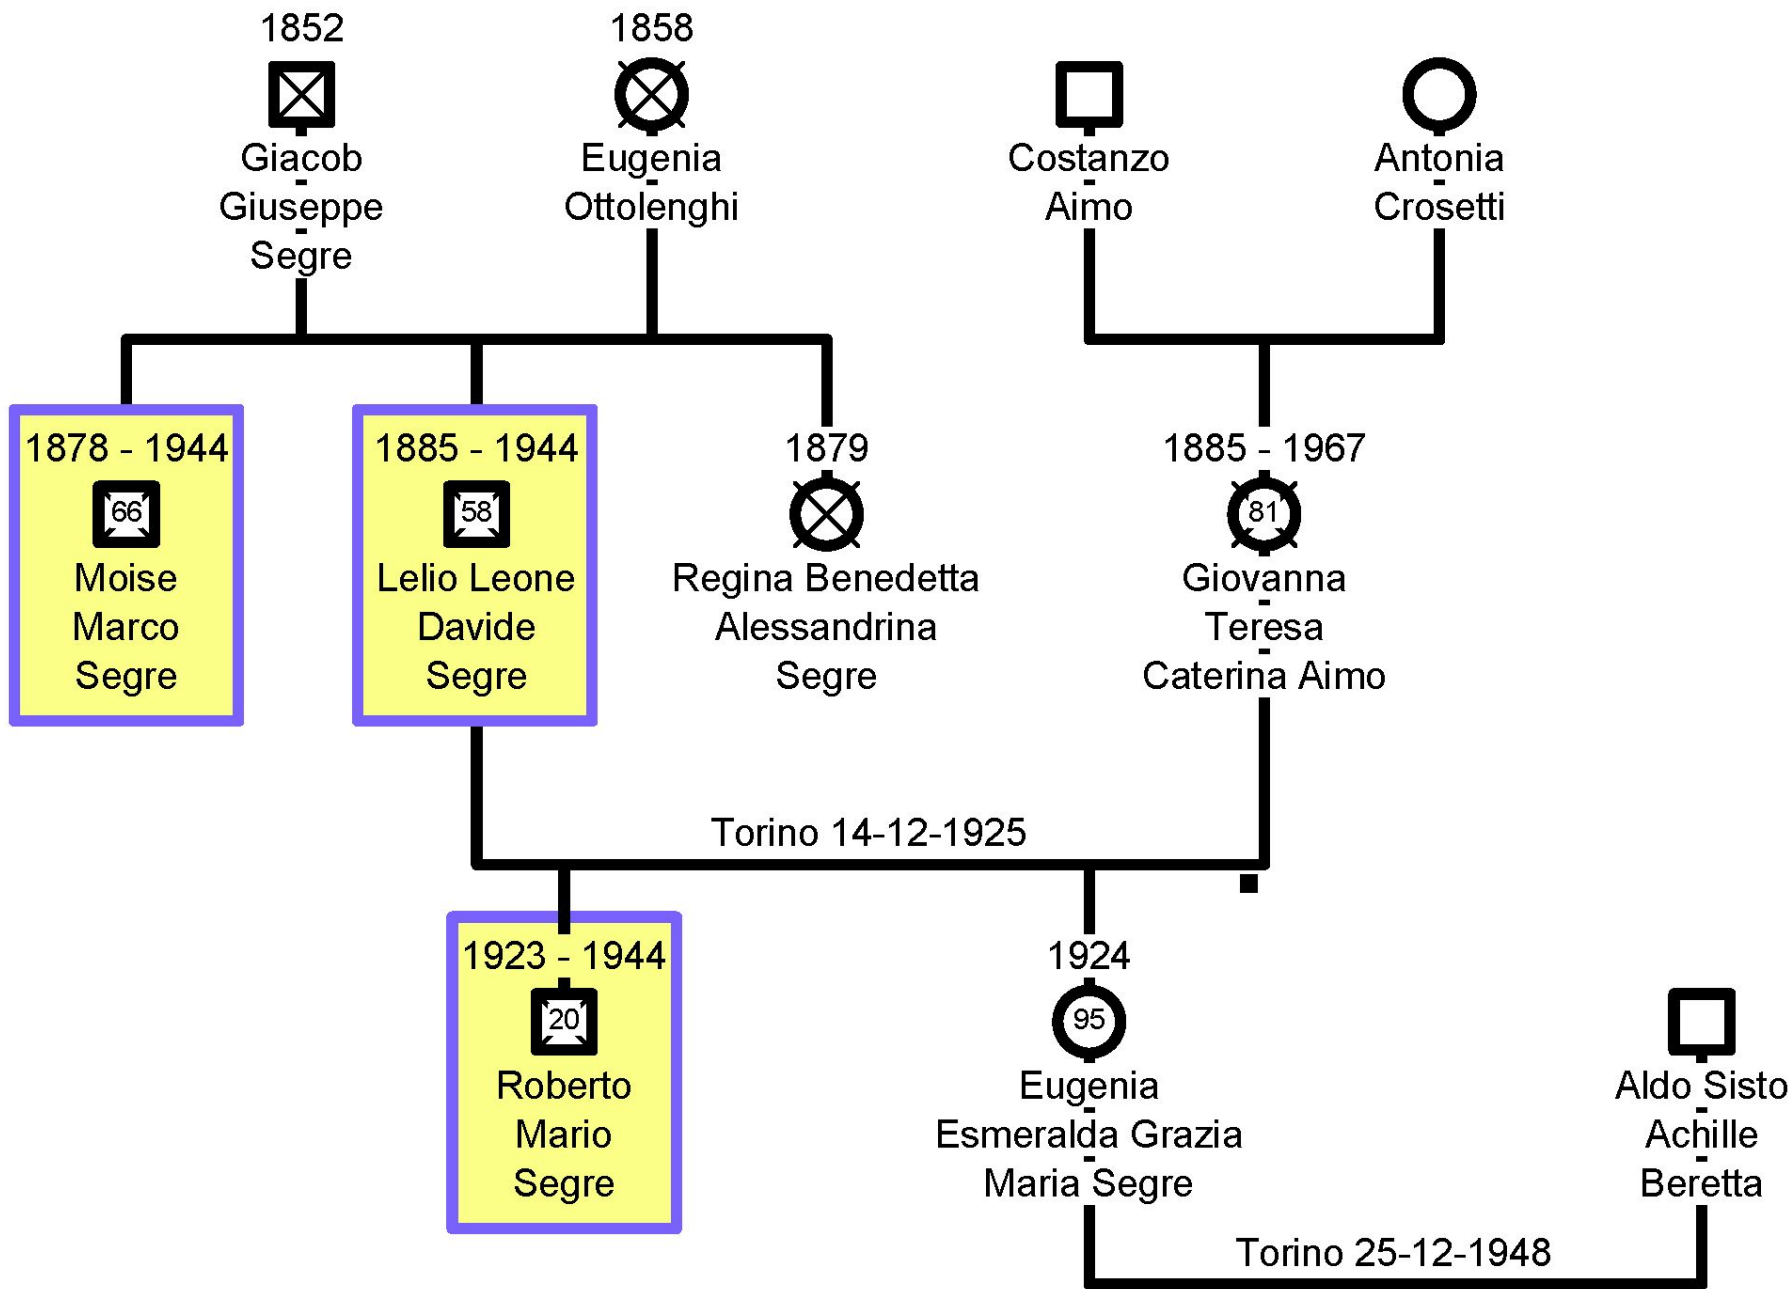 1852
Giacob
Giuseppe
Segre
1858
Eugenia
Ottolenghi
Costanzo
Aimo
Antonia
Crosetti
1878 - 1944
66
Moise
Marco
Segre
1885 - 1944
58
Lelio Leone
Davide
Segre
1879
Regina Benedetta
Alessandrina
Segre
1885 - 1967
81
Giovanna
Teresa
Caterina Aimo
Torino 14-12-1925
1923 - 1944
20
Roberto
Mario
Segre
1924
95
Eugenia
Esmeralda Grazia
Maria Segre
Aldo Sisto
Achille
Beretta
Torino 25-12-1948